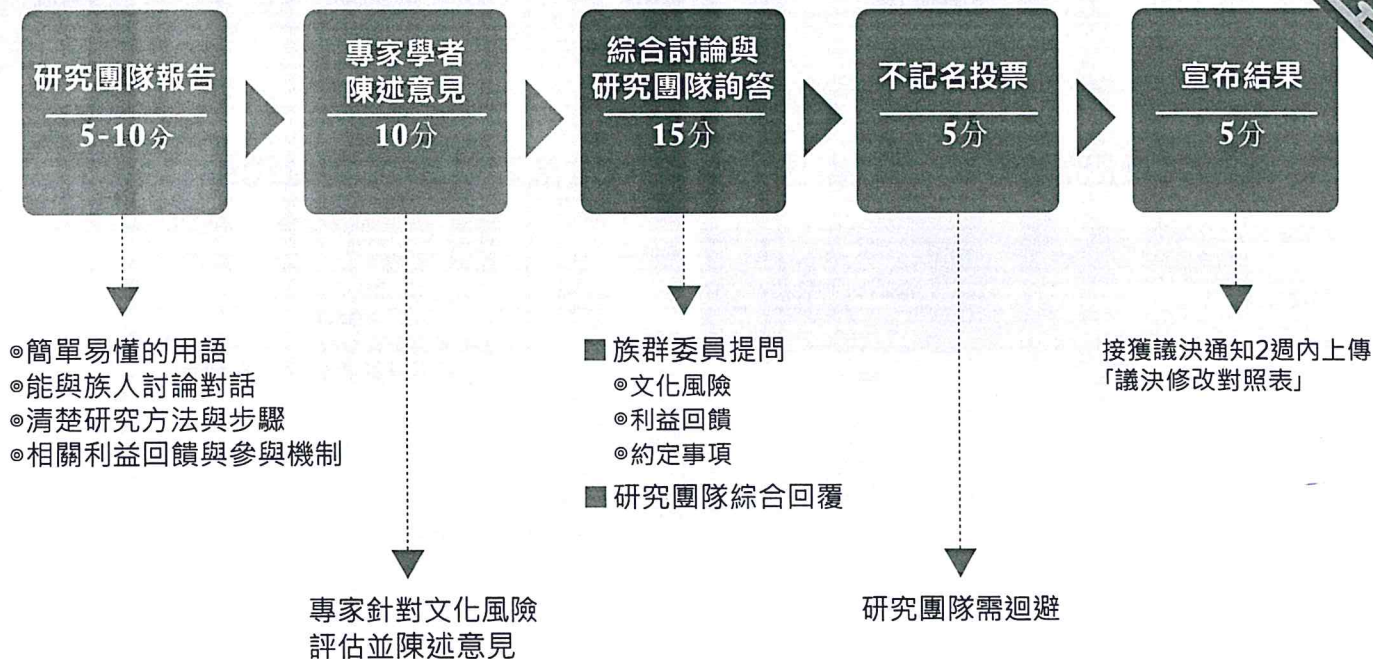 研究團隊報告
5-10分
專家學者
陳述意見
10分
綜合討論與
研究團隊詢答
15分
不記名投票
5分
宣布結果
5分
◎簡單易懂的用語
◎能與族人討論對話
◎清楚研究方法與步驟
◎相關利益回饋與參與機制
專家針對文化風險
評估並陳述意見
■ 族群委員提問
◎文化風險
◎利益回饋
◎約定事項
■ 研究團隊綜合回覆
研究團隊需迴避
接獲議決通知2週內上傳
「議決修改對照表」